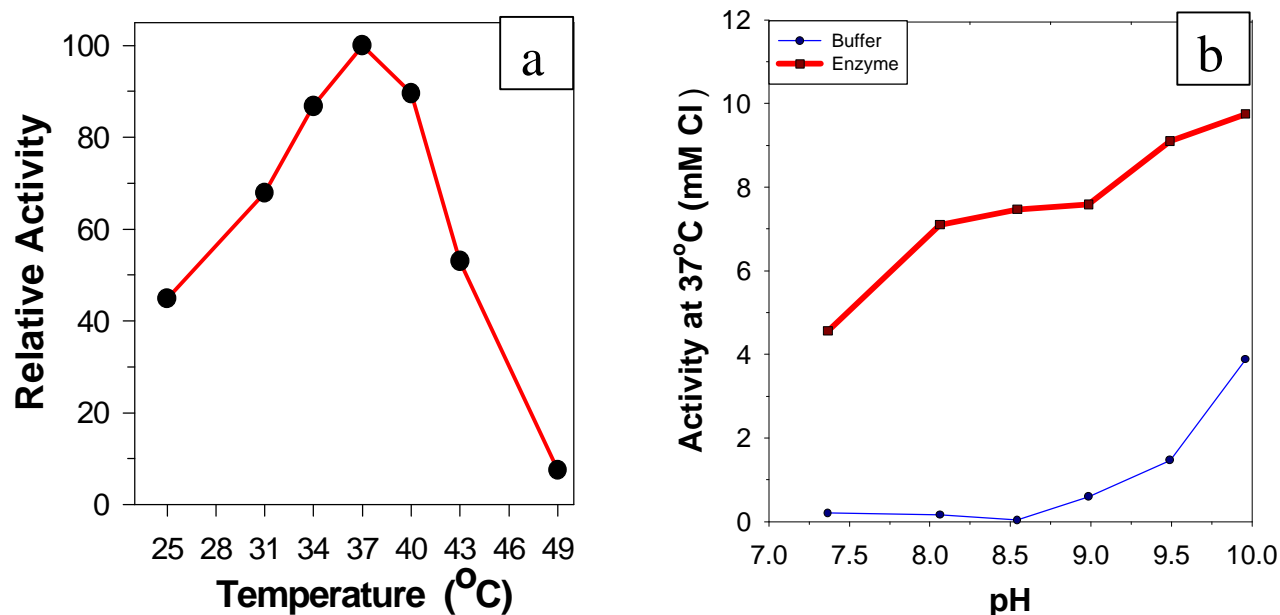 a
100
80
60
40
20
0
Relative Activity
25 28 31 34 37 40 43 46 49
Temperature (°C)
b
Buffer
Enzyme
12
10
8
6
4
2
0
Activity at 37°C (mM Cl )
7.0 7.5 8.0 8.5 9.0 9.5 10.0
pH